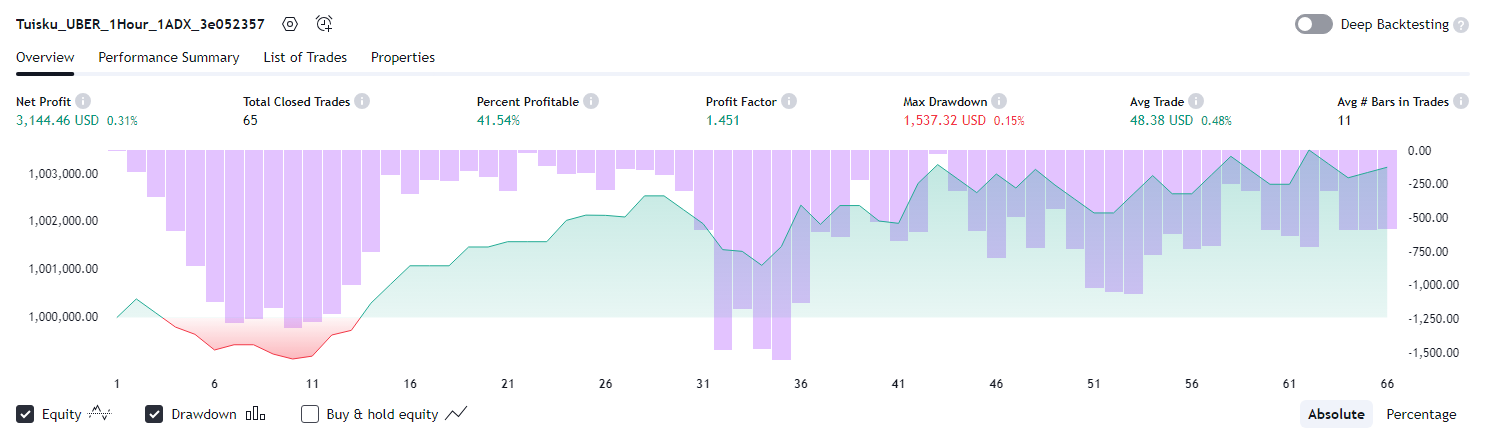 Tuisku_UBER_1Hour_1ADX_3e052357 Deep Backtesting ?
Overview Performance Summary List of Trades Properties
Net Profit i Total Closed Trades i Percent Profitable i Profit Factor i Max Drawdown i Avg Trade i Avg # Bars in Trades i
3,144.46 USD 0.31% 65 41.54% 1.451 1,537.32 USD 0.15% 48.38 USD 0.48% 11
0.00
1,003,000.00 -250.00
1,002,000.00 -500.00
-750.00
1,001,000.00 -1,000.00
1,000,000.00 -1,250.00
-1,500.00
1 6 11 16 21 26 31 36 41 46 51 56 61 66
Equity Drawdown Buy & hold equity Absolute Percentage